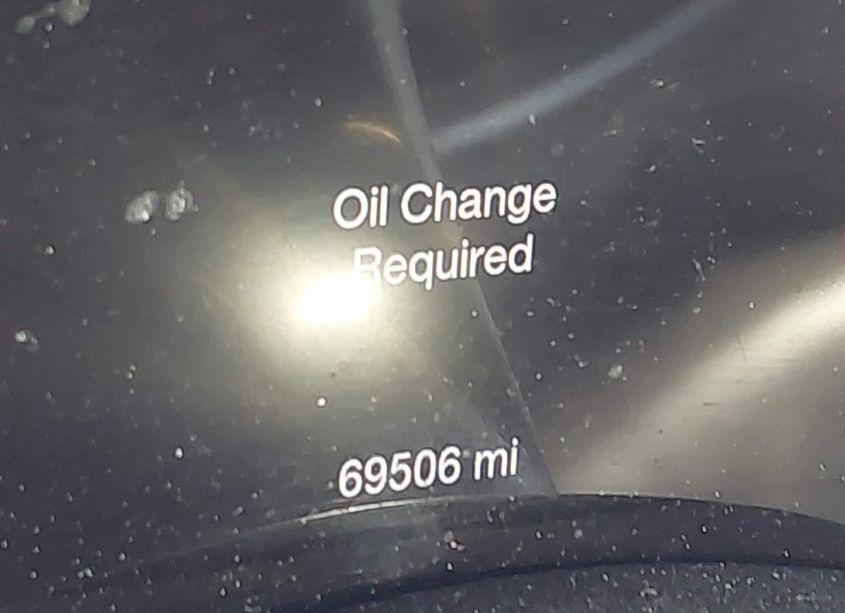 Oil Change
Required
69506 mi